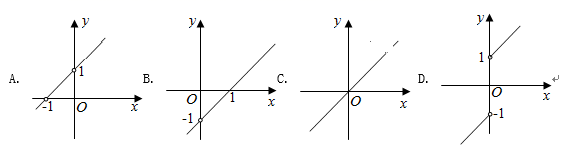 A. y 1 -1 O x
B. y O 1 x -1
C. y O x
D. y 1 O x -1